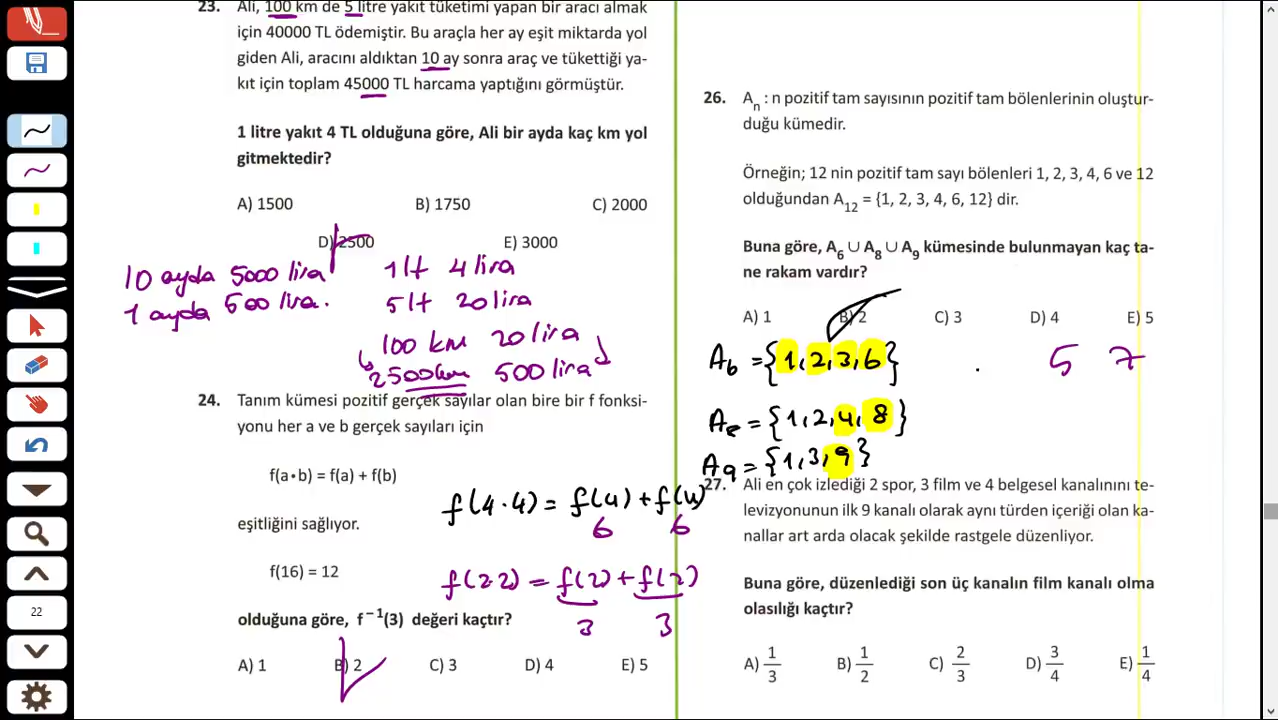 23. Ali, 100 km de 5 litre yakıt tüketimi yapan bir aracı almak
için 40000 TL ödemiştir. Bu araçla her ay eşit miktarda yol
giden Ali, aracını aldıktan 10 ay sonra araç ve tükettiği ya-
kıt için toplam 45000 TL harcama yaptığını görmüştür.
1 litre yakıt 4 TL olduğuna göre, Ali bir ayda kaç km yol
gitmektedir?
A) 1500 B) 1750 C) 2000
D) 2500 E) 3000
10 ayda 5000 lira 1 lt 4 lira
1 ayda 500 lira. 5 lt 20 lira
100 km 20 lira
2500km 500 lira
24. Tanım kümesi pozitif gerçek sayılar olan bire bir f fonksi-
yonu her a ve b gerçek sayıları için
f(a•b) = f(a) + f(b)
f(4·4) = f(4) + f(4)
6 6
eşitliğini sağlıyor.
f(16) = 12
f(2·2) = f(2) + f(2)
3 3
olduğuna göre, f⁻¹(3) değeri kaçtır?
A) 1 B) 2 C) 3 D) 4 E) 5
26. Aₙ : n pozitif tam sayısının pozitif tam bölenlerinin oluştur-
duğu kümedir.
Örneğin; 12 nin pozitif tam sayı bölenleri 1, 2, 3, 4, 6 ve 12
olduğundan A₁₂ = {1, 2, 3, 4, 6, 12} dir.
Buna göre, A₆ ∪ A₈ ∪ A₉ kümesinde bulunmayan kaç ta-
ne rakam vardır?
A) 1 B) 2 C) 3 D) 4 E) 5
A₆ = {1, 2, 3, 6} 5 7
A₈ = {1, 2, 4, 8}
A₉ = {1, 3, 9}
27. Ali en çok izlediği 2 spor, 3 film ve 4 belgesel kanalını te-
levizyonunun ilk 9 kanalı olarak aynı türden içeriği olan ka-
nallar art arda olacak şekilde rastgele düzenliyor.
Buna göre, düzenlediği son üç kanalın film kanalı olma
olasılığı kaçtır?
A) 1/3 B) 1/2 C) 2/3 D) 3/4 E) 1/4
22